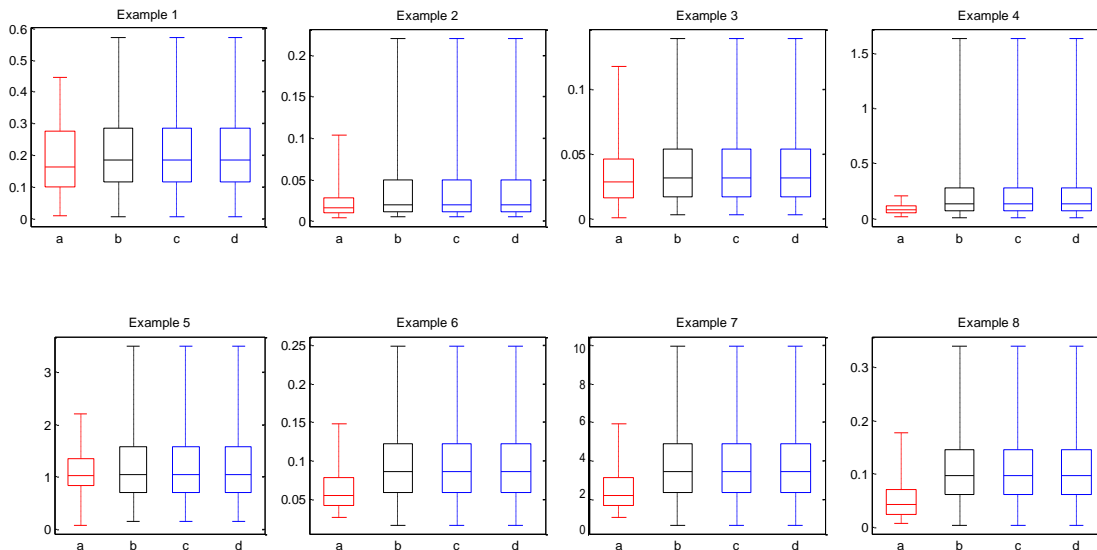 Example 1
0.6
0.5
0.4
0.3
0.2
0.1
0
a b c d
Example 2
0.2
0.15
0.1
0.05
0
a b c d
Example 3
0.1
0.05
0
a b c d
Example 4
1.5
1
0.5
0
a b c d
Example 5
3
2
1
0
a b c d
Example 6
0.25
0.2
0.15
0.1
0.05
a b c d
Example 7
10
8
6
4
2
0
a b c d
Example 8
0.3
0.2
0.1
0
a b c d